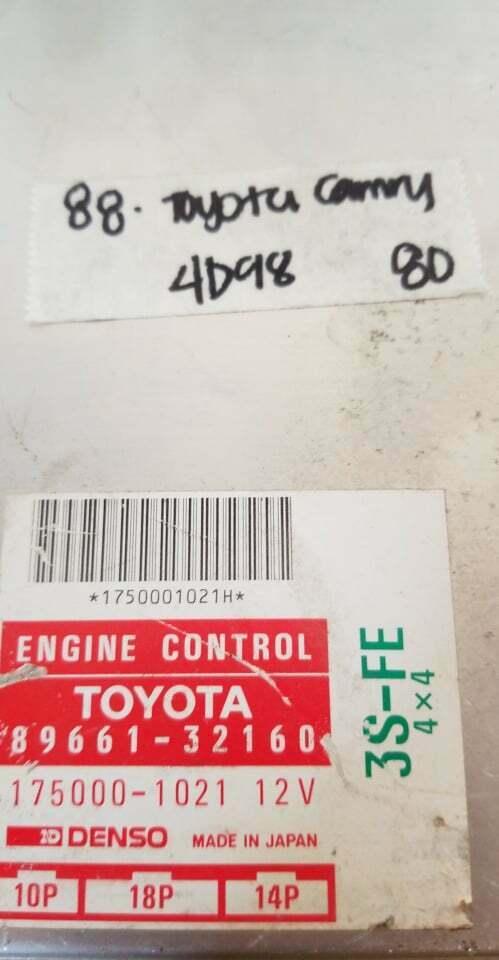 88. Toyota Camry
4D98 80
*1750001021H*
ENGINE CONTROL
TOYOTA
89661-32160
175000-1021 12V
ND DENSO MADE IN JAPAN
10P 18P 14P
3S-FE
4×4